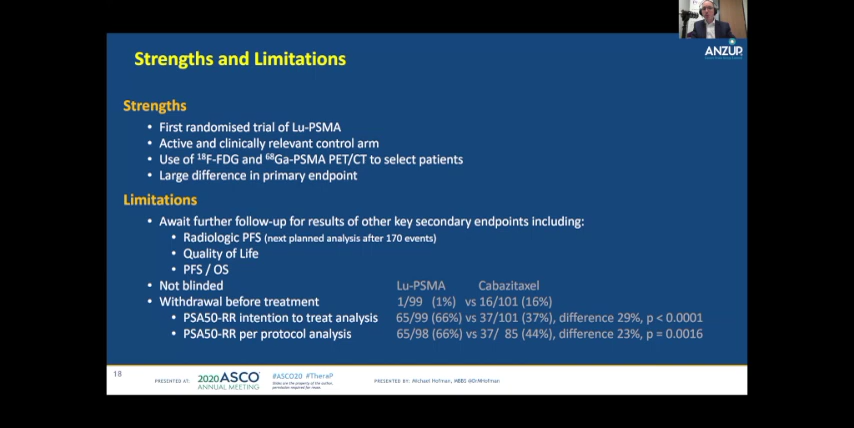 ANZUP
Strengths and Limitations
Strengths
• First randomised trial of Lu-PSMA
• Active and clinically relevant control arm
• Use of ¹⁸F-FDG and ⁶⁸Ga-PSMA PET/CT to select patients
• Large difference in primary endpoint
Limitations
• Await further follow-up for results of other key secondary endpoints including:
• Radiologic PFS (next planned analysis after 170 events)
• Quality of Life
• PFS / OS
• Not blinded Lu-PSMA Cabazitaxel
• Withdrawal before treatment 1/99 (1%) vs 16/101 (16%)
• PSA50-RR intention to treat analysis 65/99 (66%) vs 37/101 (37%), difference 29%, p < 0.0001
• PSA50-RR per protocol analysis 65/98 (66%) vs 37/ 85 (44%), difference 23%, p = 0.0016
18
PRESENTED AT: 2020 ASCO
ANNUAL MEETING
#ASCO20 #TheraP
Slides are the property of the author,
permission required for reuse.
PRESENTED BY: Michael Hofman, MBBS @DrMHofman